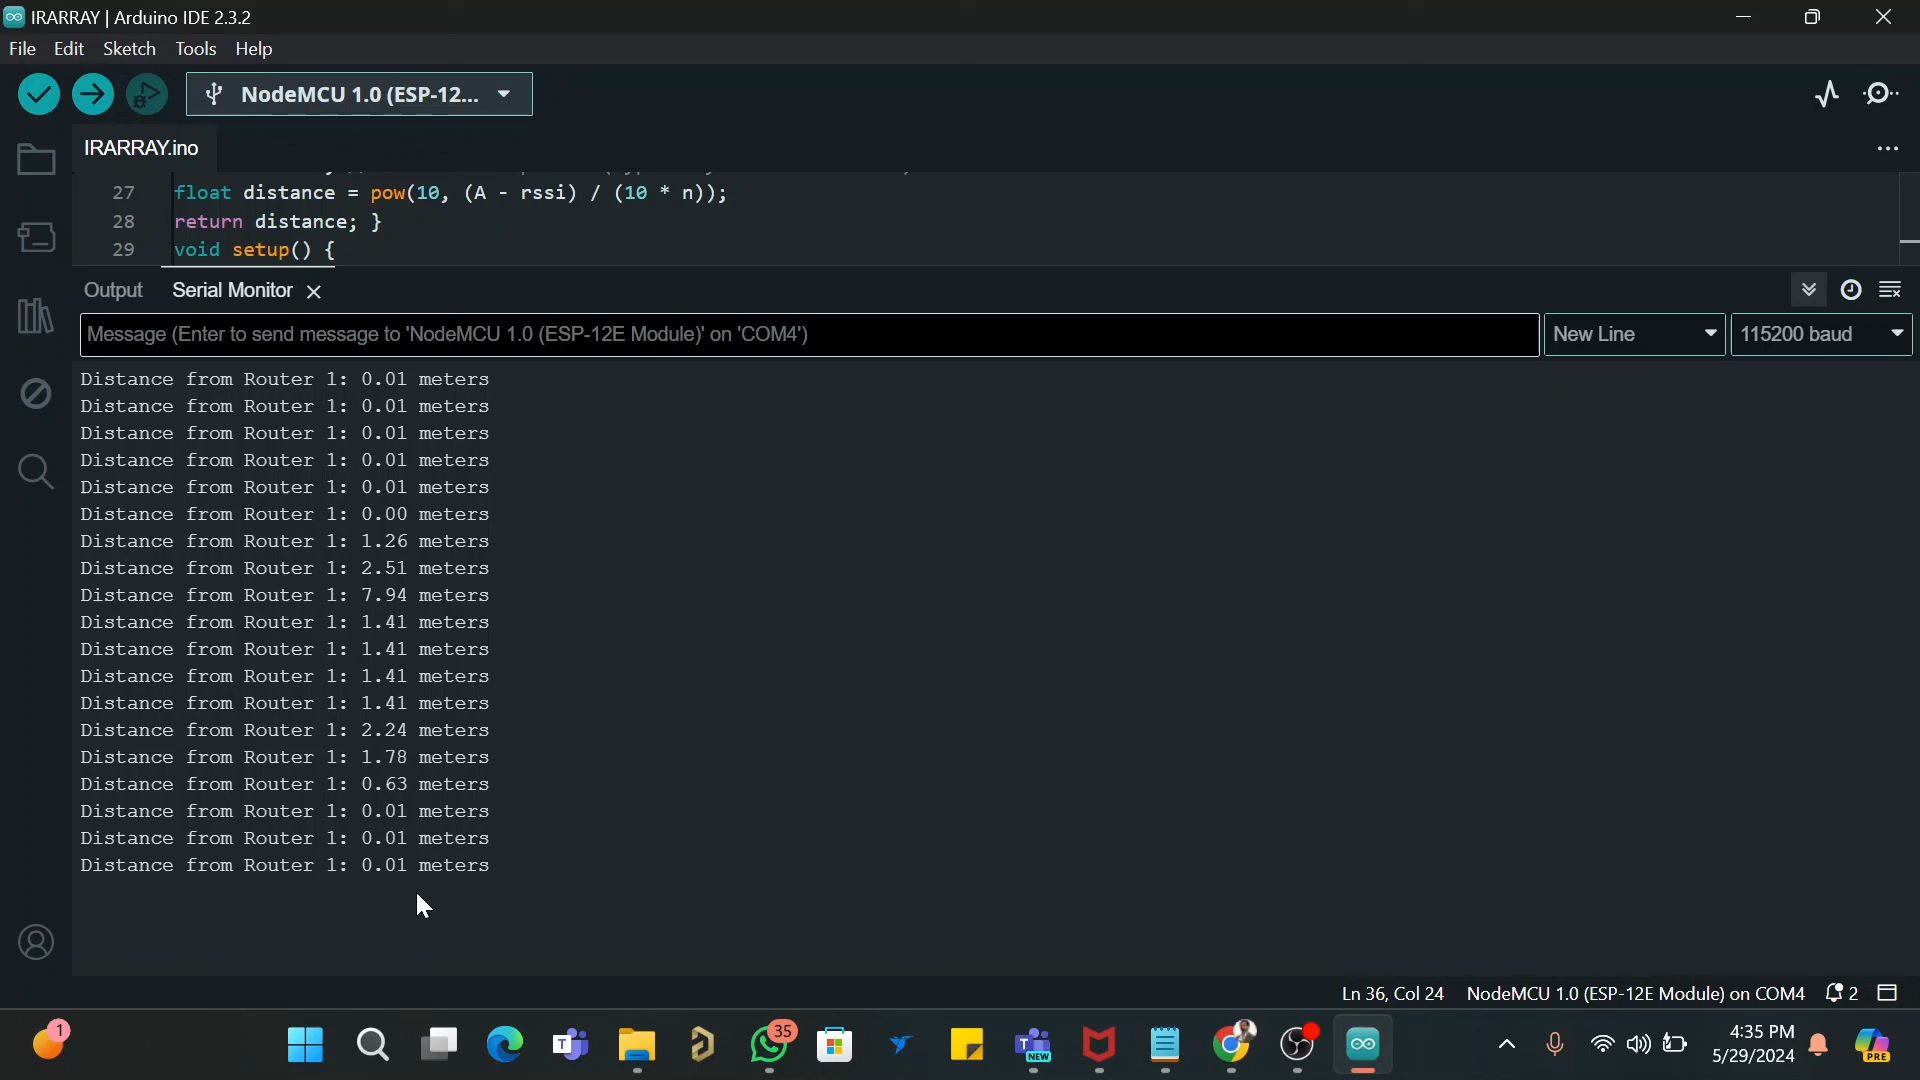 IRARRAY | Arduino IDE 2.3.2
File Edit Sketch Tools Help
NodeMCU 1.0 (ESP-12...
IRARRAY.ino
27 float distance = pow(10, (A - rssi) / (10 * n));
28 return distance; }
29 void setup() {
Output Serial Monitor
Message (Enter to send message to 'NodeMCU 1.0 (ESP-12E Module)' on 'COM4')
New Line
115200 baud
Distance from Router 1: 0.01 meters
Distance from Router 1: 0.01 meters
Distance from Router 1: 0.01 meters
Distance from Router 1: 0.01 meters
Distance from Router 1: 0.01 meters
Distance from Router 1: 0.00 meters
Distance from Router 1: 1.26 meters
Distance from Router 1: 2.51 meters
Distance from Router 1: 7.94 meters
Distance from Router 1: 1.41 meters
Distance from Router 1: 1.41 meters
Distance from Router 1: 1.41 meters
Distance from Router 1: 1.41 meters
Distance from Router 1: 2.24 meters
Distance from Router 1: 1.78 meters
Distance from Router 1: 0.63 meters
Distance from Router 1: 0.01 meters
Distance from Router 1: 0.01 meters
Distance from Router 1: 0.01 meters
Ln 36, Col 24 NodeMCU 1.0 (ESP-12E Module) on COM4 2
1
35
NEW
4:35 PM
5/29/2024
PRE